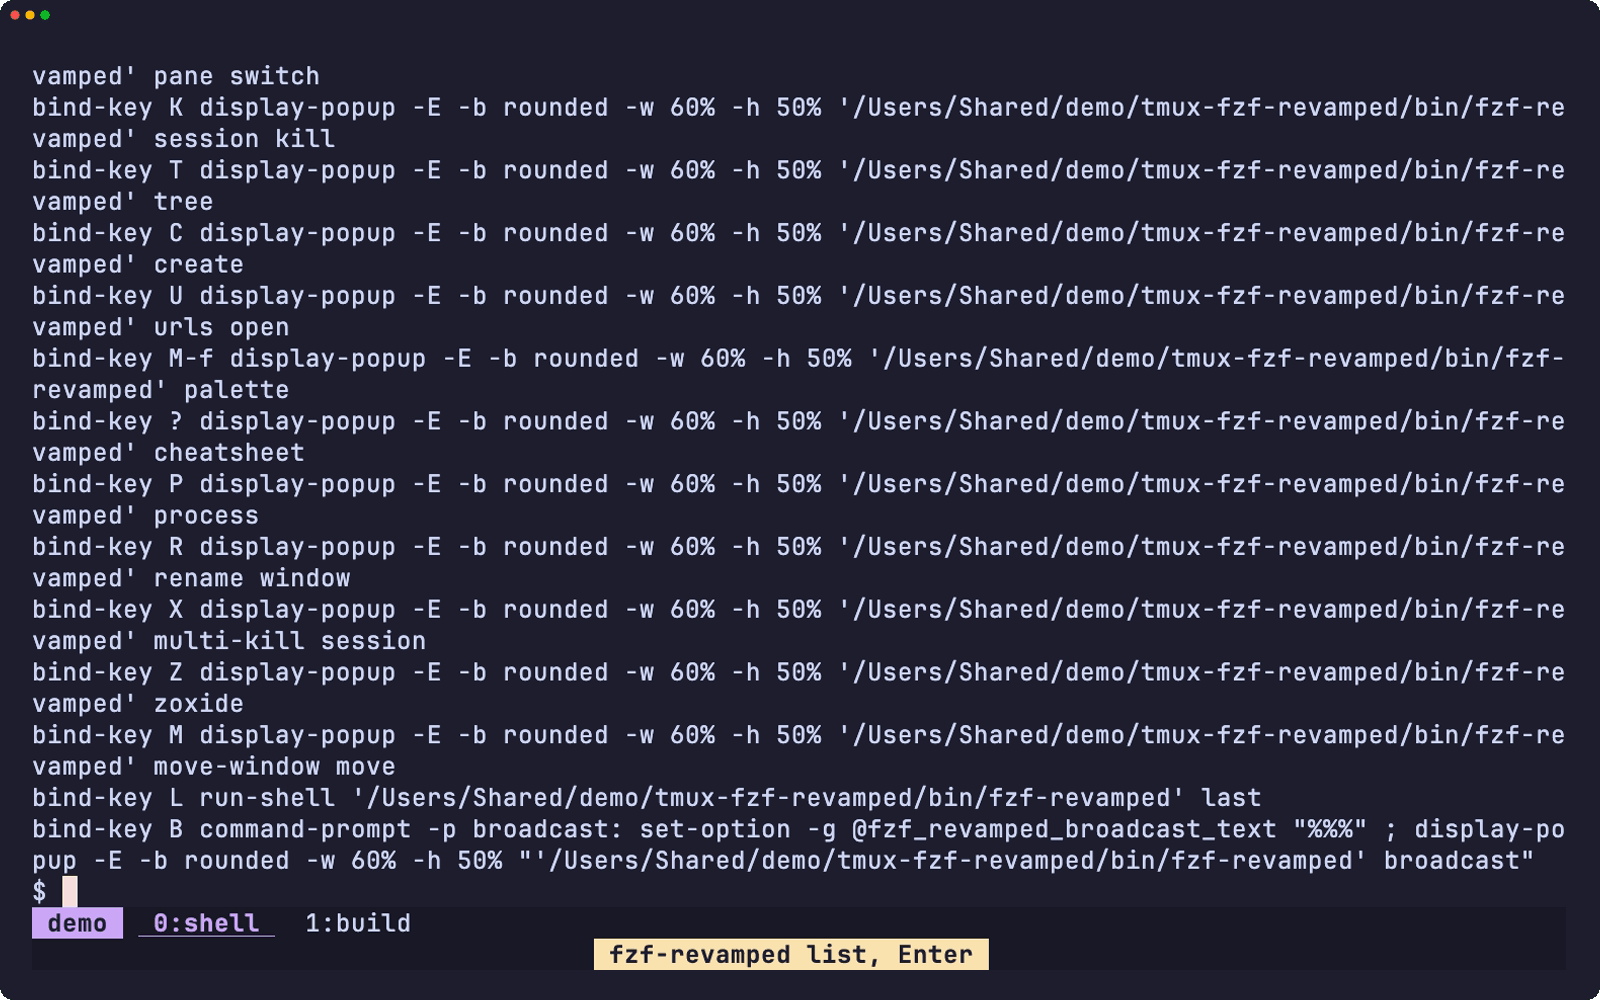 vamped' pane switch
bind-key K display-popup -E -b rounded -w 60% -h 50% '/Users/Shared/demo/tmux-fzf-revamped/bin/fzf-re
vamped' session kill
bind-key T display-popup -E -b rounded -w 60% -h 50% '/Users/Shared/demo/tmux-fzf-revamped/bin/fzf-re
vamped' tree
bind-key C display-popup -E -b rounded -w 60% -h 50% '/Users/Shared/demo/tmux-fzf-revamped/bin/fzf-re
vamped' create
bind-key U display-popup -E -b rounded -w 60% -h 50% '/Users/Shared/demo/tmux-fzf-revamped/bin/fzf-re
vamped' urls open
bind-key M-f display-popup -E -b rounded -w 60% -h 50% '/Users/Shared/demo/tmux-fzf-revamped/bin/fzf-
revamped' palette
bind-key ? display-popup -E -b rounded -w 60% -h 50% '/Users/Shared/demo/tmux-fzf-revamped/bin/fzf-re
vamped' cheatsheet
bind-key P display-popup -E -b rounded -w 60% -h 50% '/Users/Shared/demo/tmux-fzf-revamped/bin/fzf-re
vamped' process
bind-key R display-popup -E -b rounded -w 60% -h 50% '/Users/Shared/demo/tmux-fzf-revamped/bin/fzf-re
vamped' rename window
bind-key X display-popup -E -b rounded -w 60% -h 50% '/Users/Shared/demo/tmux-fzf-revamped/bin/fzf-re
vamped' multi-kill session
bind-key Z display-popup -E -b rounded -w 60% -h 50% '/Users/Shared/demo/tmux-fzf-revamped/bin/fzf-re
vamped' zoxide
bind-key M display-popup -E -b rounded -w 60% -h 50% '/Users/Shared/demo/tmux-fzf-revamped/bin/fzf-re
vamped' move-window move
bind-key L run-shell '/Users/Shared/demo/tmux-fzf-revamped/bin/fzf-revamped' last
bind-key B command-prompt -p broadcast: set-option -g @fzf_revamped_broadcast_text "%%%" ; display-po
pup -E -b rounded -w 60% -h 50% "'/Users/Shared/demo/tmux-fzf-revamped/bin/fzf-revamped' broadcast"
$
demo 0:shell 1:build
fzf-revamped list, Enter